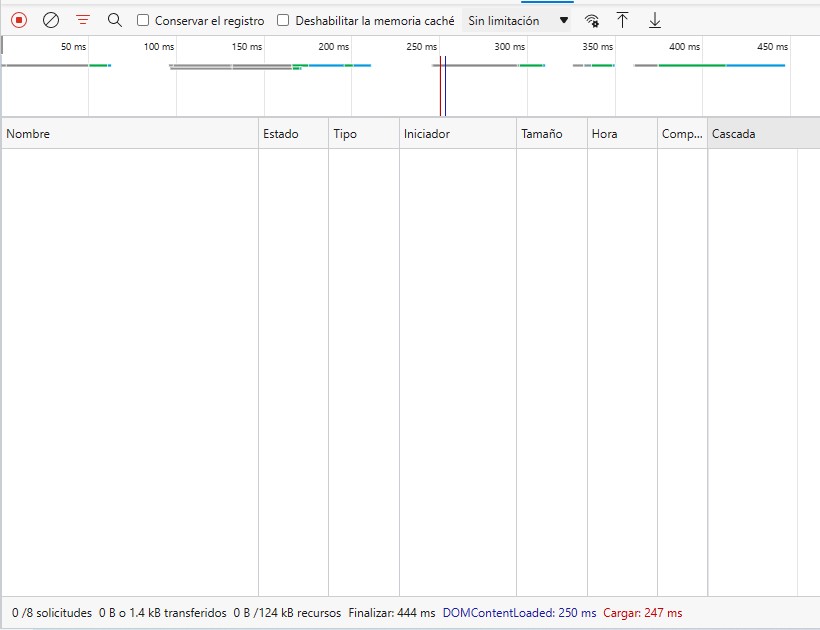 Conservar el registro Deshabilitar la memoria caché Sin limitación
50 ms 100 ms 150 ms 200 ms 250 ms 300 ms 350 ms 400 ms 450 ms
Nombre Estado Tipo Iniciador Tamaño Hora Comp... Cascada
0 /8 solicitudes 0 B o 1.4 kB transferidos 0 B /124 kB recursos Finalizar: 444 ms DOMContentLoaded: 250 ms Cargar: 247 ms